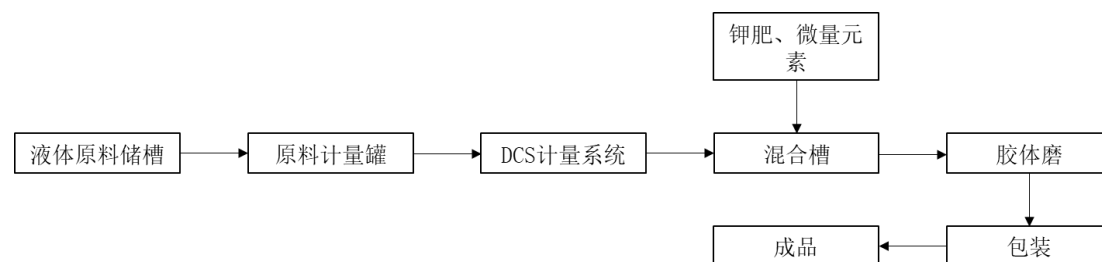 钾肥、微量元
素
液体原料储槽
原料计量罐
DCS计量系统
混合槽
胶体磨
成品
包装